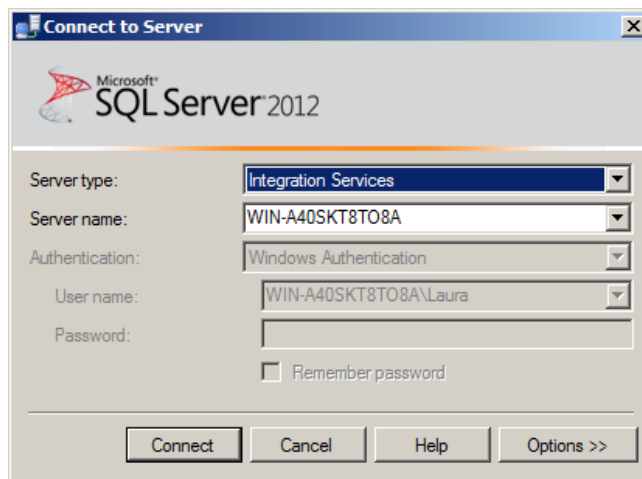 Connect to Server
Microsoft®
SQL Server® 2012
Server type: Integration Services
Server name: WIN-A40SKT8TO8A
Authentication: Windows Authentication
User name: WIN-A40SKT8TO8A\Laura
Password:
Remember password
Connect Cancel Help Options >>